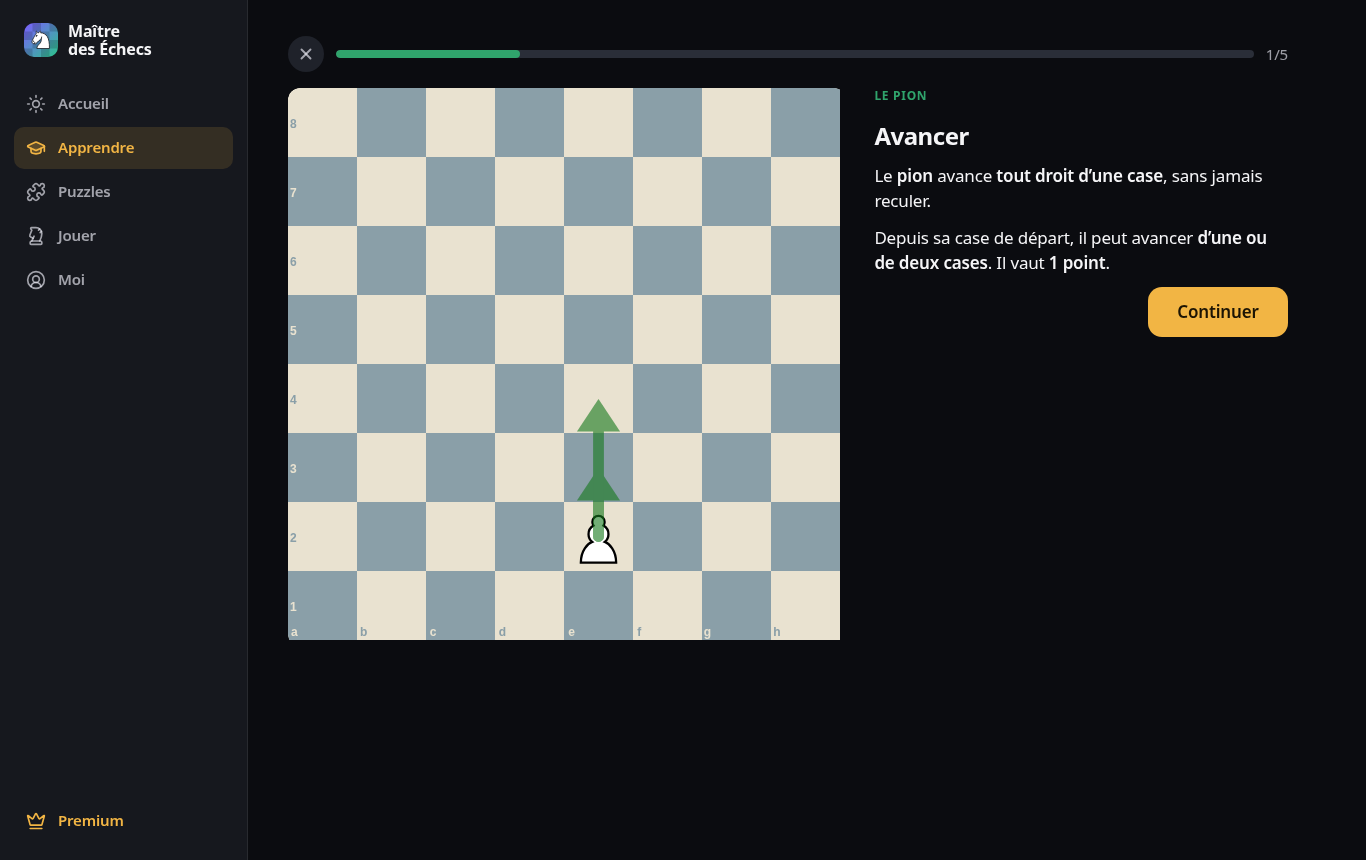 Maître
des Échecs
Accueil
Apprendre
Puzzles
Jouer
Moi
Premium
1/5
8
7
6
5
4
3
2
1
a b c d e f g h
LE PION
Avancer
Le pion avance tout droit d’une case, sans jamais
reculer.
Depuis sa case de départ, il peut avancer d’une ou
de deux cases. Il vaut 1 point.
Continuer